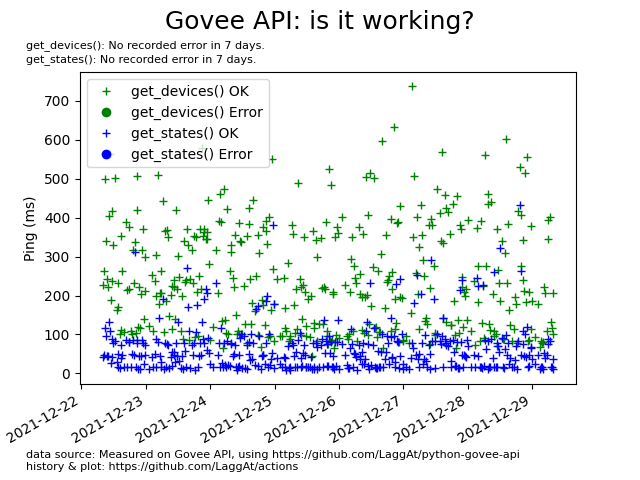 Govee API: is it working?
get_devices(): No recorded error in 7 days.
get_states(): No recorded error in 7 days.
get_devices() OK
get_devices() Error
get_states() OK
get_states() Error
Ping (ms)
700
600
500
400
300
200
100
0
2021-12-22
2021-12-23
2021-12-24
2021-12-25
2021-12-26
2021-12-27
2021-12-28
2021-12-29
data source: Measured on Govee API, using https://github.com/LaggAt/python-govee-api
history & plot: https://github.com/LaggAt/actions